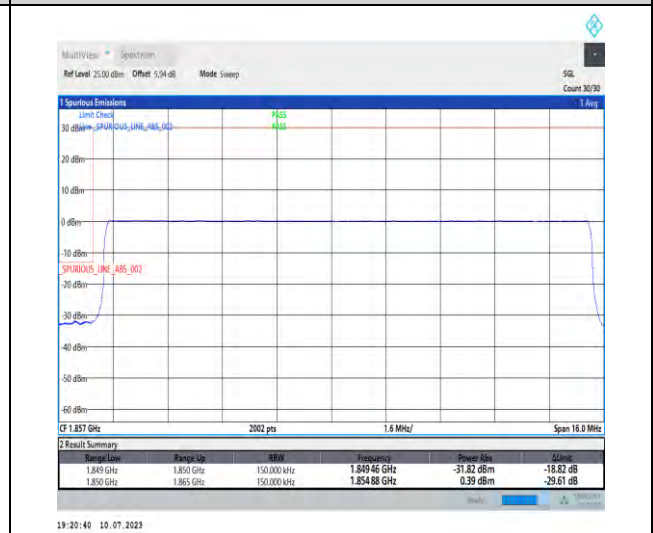 MultiView Spectrum
Ref Level 25.00 dBm Offset 5.94 dB Mode Sweep SGL
Count 30/30
1 Spurious Emissions 1 Avg
Limit Check PASS
30 dBm Line _SPURIOUS_LINE_ABS_002 PASS
20 dBm
10 dBm
0 dBm
-10 dBm
_SPURIOUS_LINE_ABS_002
-20 dBm
-30 dBm
-40 dBm
-50 dBm
-60 dBm
CF 1.857 GHz 2002 pts 1.6 MHz/ Span 16.0 MHz
2 Result Summary
Range Low Range Up RBW Frequency Power Abs ΔLimit
1.849 GHz 1.850 GHz 150.000 kHz 1.849 46 GHz -31.82 dBm -18.82 dB
1.850 GHz 1.865 GHz 150.000 kHz 1.854 88 GHz 0.39 dBm -29.61 dB
19:20:40 10.07.2023